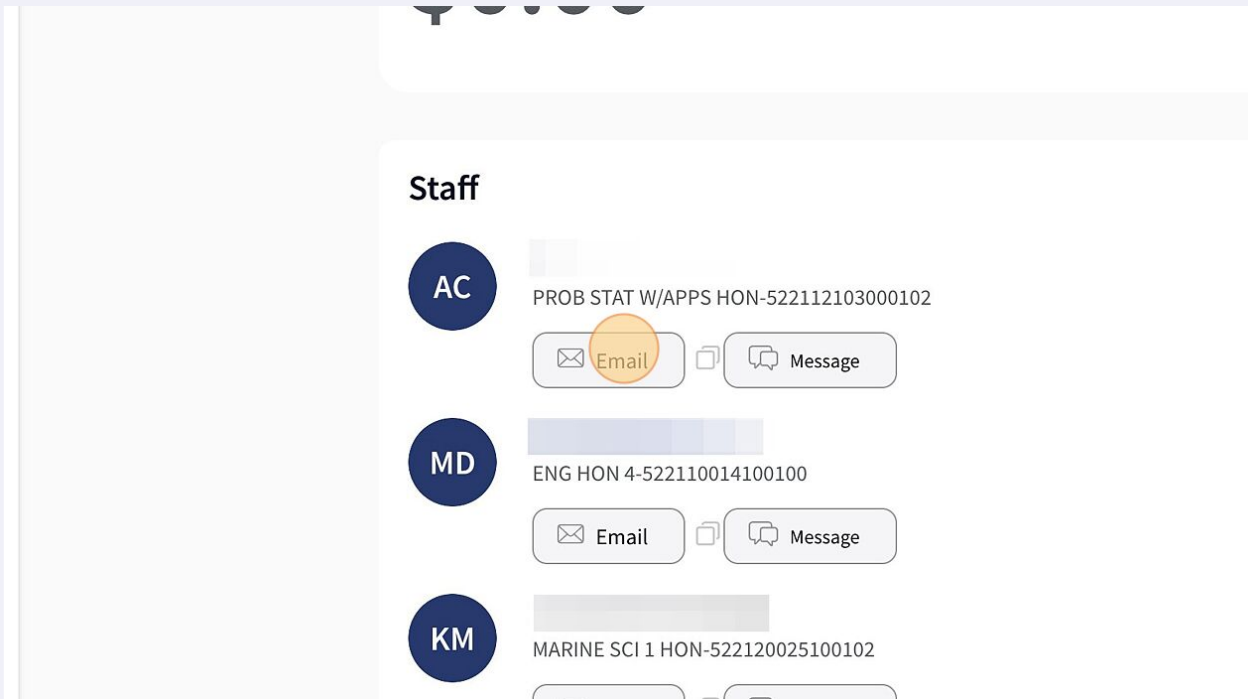 Staff
AC
PROB STAT W/APPS HON-522112103000102
Email
Message
MD
ENG HON 4-522110014100100
Email
Message
KM
MARINE SCI 1 HON-522120025100102